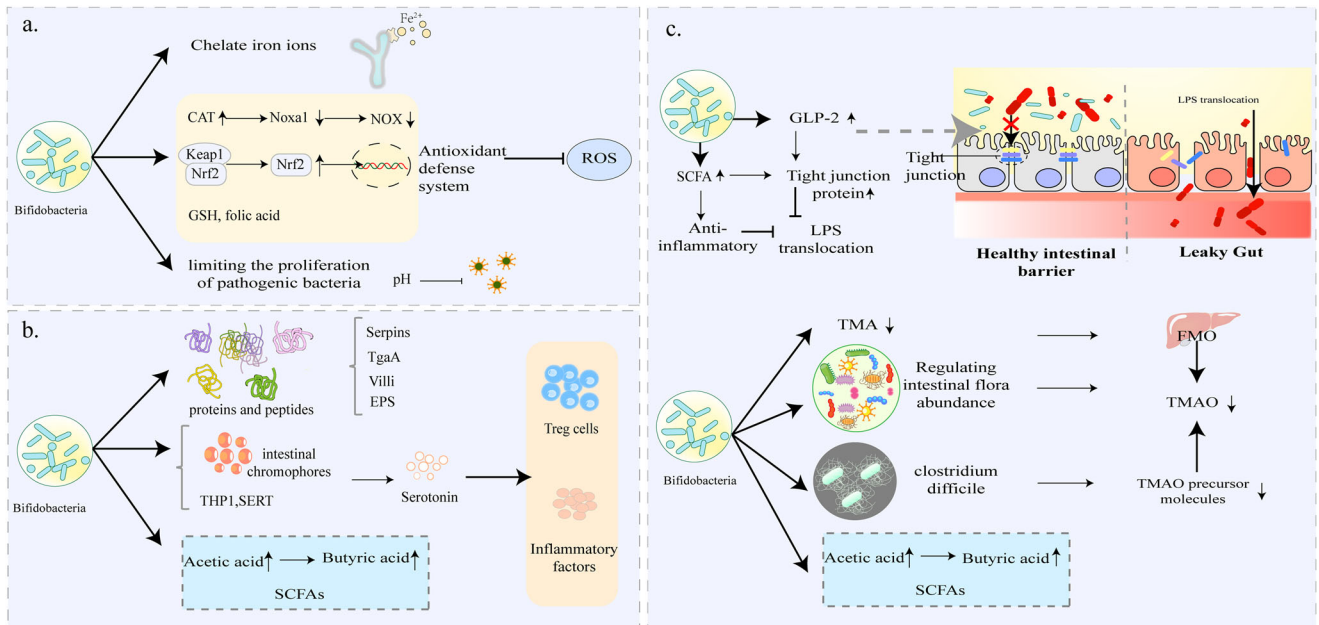 a.
Fe²⁺
Chelate iron ions
CAT Noxa1 NOX
Keap1
Nrf2
Nrf2
Antioxidant
defense
system
ROS
GSH, folic acid
Bifidobacteria
limiting the proliferation
of pathogenic bacteria
pH
b.
Serpins
TgaA
Villi
EPS
proteins and peptides
intestinal
chromophores
THP1,SERT
Serotonin
Bifidobacteria
Acetic acid Butyric acid
SCFAs
Treg cells
Inflammatory
factors
c.
GLP-2
SCFA
Tight junction
protein
Anti-
inflammatory
LPS
translocation
Tight
junction
LPS translocation
Healthy intestinal
barrier
Leaky Gut
TMA
FMO
Regulating
intestinal flora
abundance
TMAO
Bifidobacteria
clostridium
difficile
TMAO precursor
molecules
Acetic acid Butyric acid
SCFAs